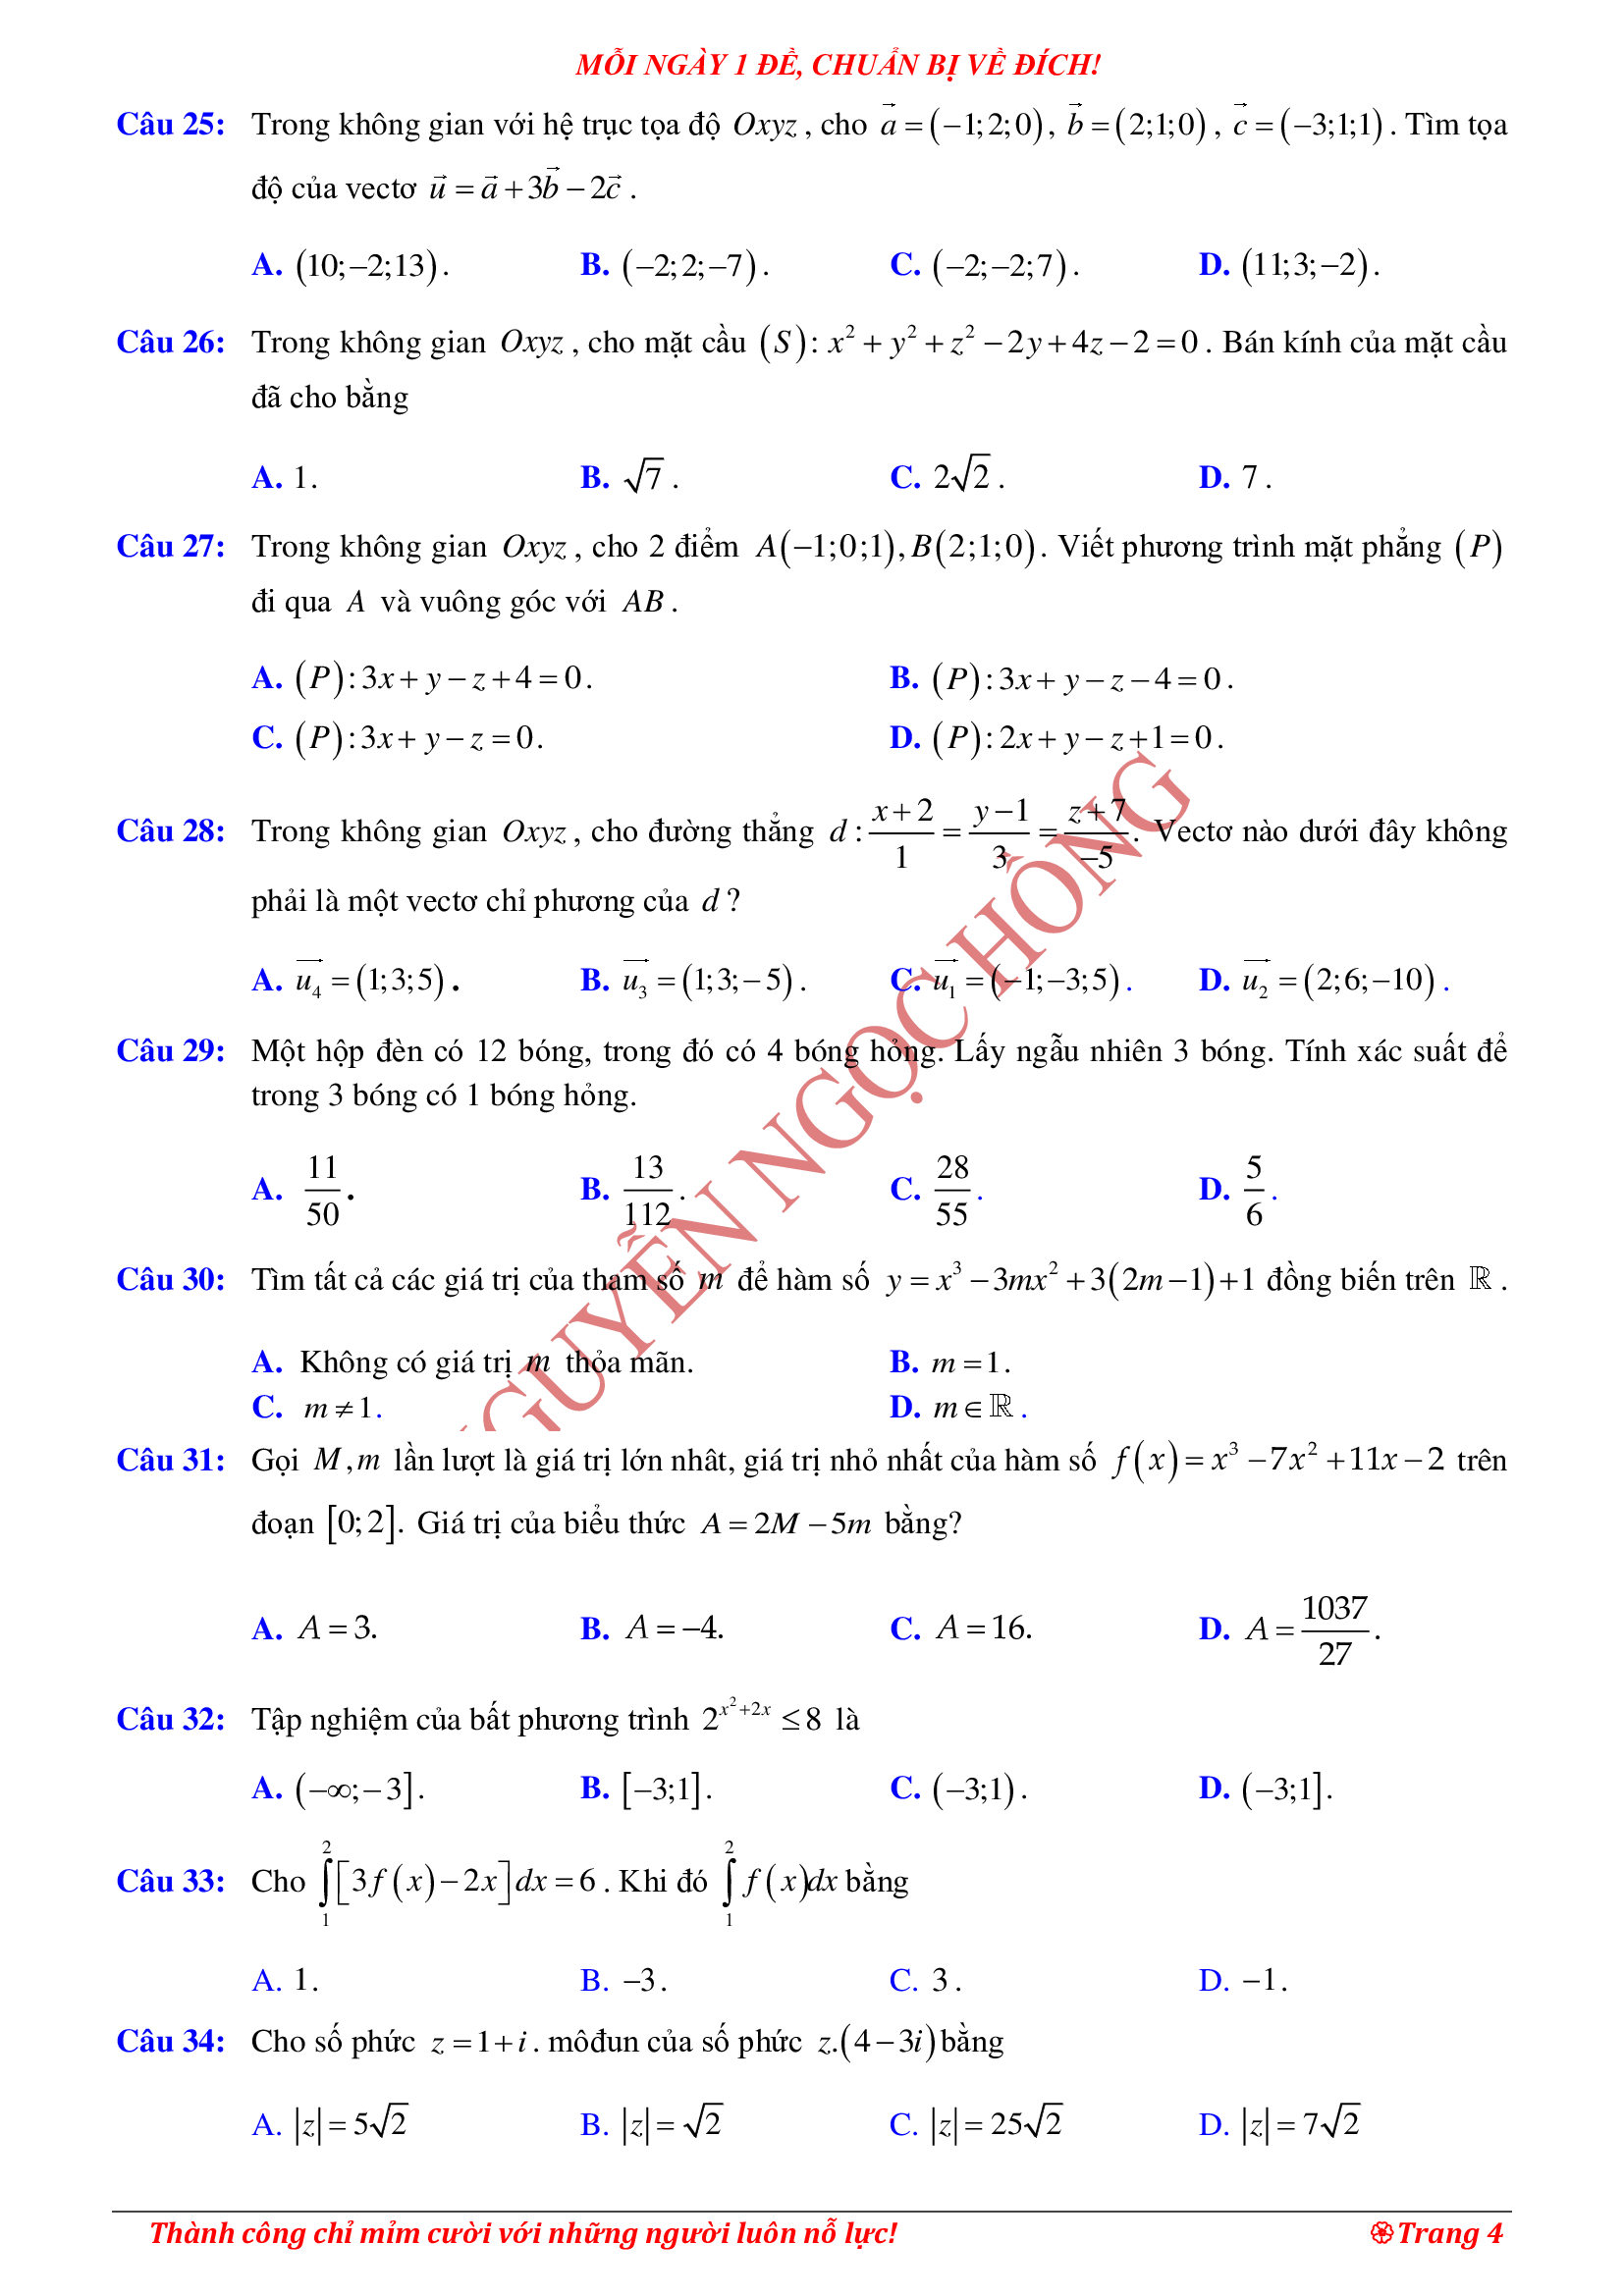 MỖI NGÀY 1 ĐỀ, CHUẨN BỊ VỀ ĐÍCH!
Câu 25: Trong không gian với hệ trục tọa độ Oxyz, cho $\vec{a}=(-1;2;0)$, $\vec{b}=(2;1;0)$, $\vec{c}=(-3;1;1)$. Tìm tọa
độ của vectơ $\vec{u}=\vec{a}+3\vec{b}-2\vec{c}$.
A. (10;−2;13). B. (−2;2;−7). C. (−2;−2;7). D. (11;3;−2).
Câu 26: Trong không gian Oxyz, cho mặt cầu $(S): x^2+y^2+z^2-2y+4z-2=0$. Bán kính của mặt cầu
đã cho bằng
A. 1. B. $\sqrt{7}$. C. $2\sqrt{2}$. D. 7.
Câu 27: Trong không gian Oxyz, cho 2 điểm A(−1;0;1), B(2;1;0). Viết phương trình mặt phẳng (P)
đi qua A và vuông góc với AB.
A. (P): 3x + y − z + 4 = 0. B. (P): 3x + y − z − 4 = 0.
C. (P): 3x + y − z = 0. D. (P): 2x + y − z + 1 = 0.
Câu 28: Trong không gian Oxyz, cho đường thẳng $d: \frac{x+2}{1}=\frac{y-1}{3}=\frac{z+7}{-5}$. Vectơ nào dưới đây không
phải là một vectơ chỉ phương của d?
A. $\vec{u_4}=(1;3;5)$. B. $\vec{u_3}=(1;3;-5)$. C. $\vec{u_1}=(-1;-3;5)$. D. $\vec{u_2}=(2;6;-10)$.
Câu 29: Một hộp đèn có 12 bóng, trong đó có 4 bóng hỏng. Lấy ngẫu nhiên 3 bóng. Tính xác suất để
trong 3 bóng có 1 bóng hỏng.
A. $\frac{11}{50}$. B. $\frac{13}{112}$. C. $\frac{28}{55}$. D. $\frac{5}{6}$.
Câu 30: Tìm tất cả các giá trị của tham số m để hàm số $y=x^3-3mx^2+3(2m-1)+1$ đồng biến trên ℝ.
A. Không có giá trị m thỏa mãn. B. m = 1.
C. m ≠ 1. D. m ∈ ℝ.
Câu 31: Gọi M, m lần lượt là giá trị lớn nhât, giá trị nhỏ nhất của hàm số $f(x)=x^3-7x^2+11x-2$ trên
đoạn [0;2]. Giá trị của biểu thức A = 2M − 5m bằng?
A. A = 3. B. A = −4. C. A = 16. D. $A=\frac{1037}{27}$.
Câu 32: Tập nghiệm của bất phương trình $2^{x^2+2x} \le 8$ là
A. (−∞;−3]. B. [−3;1]. C. (−3;1). D. (−3;1].
Câu 33: Cho $\int_1^2 [3f(x)-2x]dx=6$. Khi đó $\int_1^2 f(x)dx$ bằng
A. 1. B. −3. C. 3. D. −1.
Câu 34: Cho số phức z = 1 + i. môđun của số phức z.(4 − 3i) bằng
A. $|z|=5\sqrt{2}$ B. $|z|=\sqrt{2}$ C. $|z|=25\sqrt{2}$ D. $|z|=7\sqrt{2}$
NGUYỄN NGỌC HỒNG
Thành công chỉ mỉm cười với những người luôn nỗ lực! Trang 4